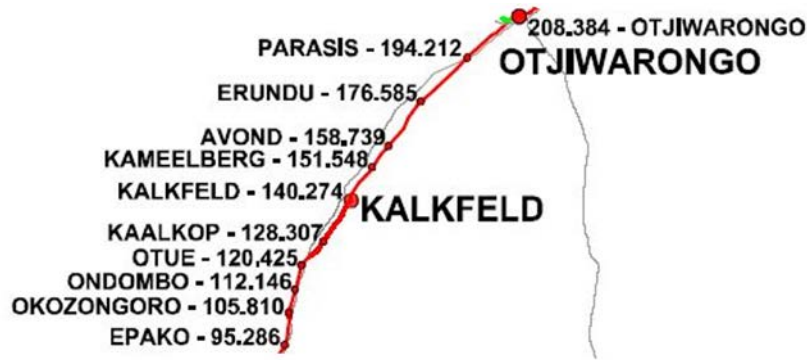 208.384 - OTJIWARONGO
PARASIS - 194.212
OTJIWARONGO
ERUNDU - 176.585
AVOND - 158.739
KAMEELBERG - 151.548
KALKFELD - 140.274
KALKFELD
KAALKOP - 128.307
OTUE - 120,425
ONDOMBO - 112.146
OKOZONGORO - 105.810
EPAKO - 95.286